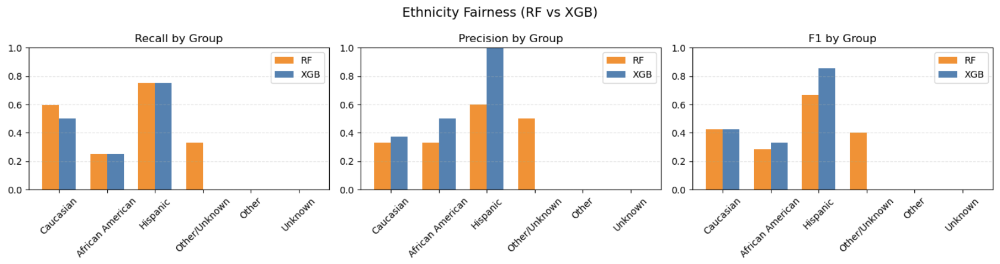 Ethnicity Fairness (RF vs XGB)
Recall by Group
1.0
0.8
0.6
0.4
0.2
0.0
RF
XGB
Caucasian
African American
Hispanic
Other/Unknown
Other
Unknown
Precision by Group
1.0
0.8
0.6
0.4
0.2
0.0
RF
XGB
Caucasian
African American
Hispanic
Other/Unknown
Other
Unknown
F1 by Group
1.0
0.8
0.6
0.4
0.2
0.0
RF
XGB
Caucasian
African American
Hispanic
Other/Unknown
Other
Unknown